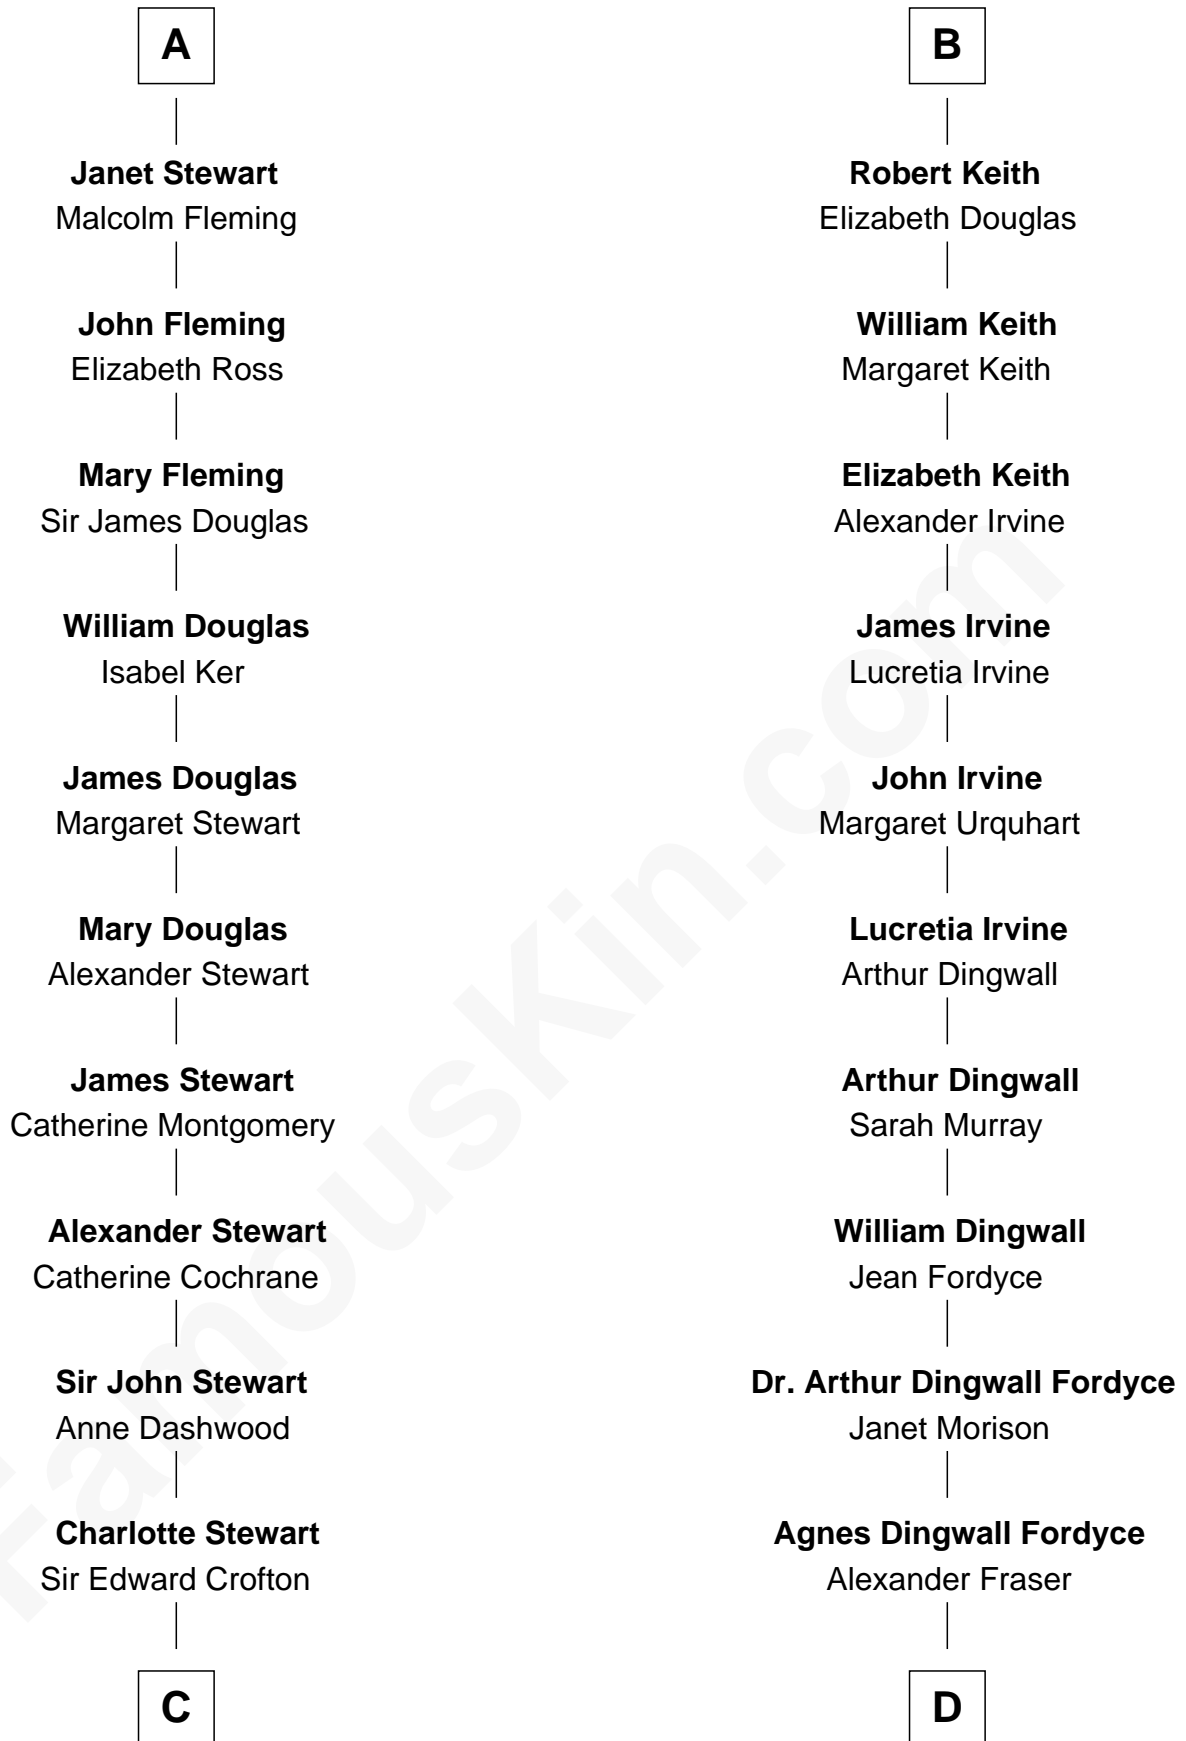 A
Janet Stewart
Malcolm Fleming
John Fleming
Elizabeth Ross
Mary Fleming
Sir James Douglas
William Douglas
Isabel Ker
James Douglas
Margaret Stewart
Mary Douglas
Alexander Stewart
James Stewart
Catherine Montgomery
Alexander Stewart
Catherine Cochrane
Sir John Stewart
Anne Dashwood
Charlotte Stewart
Sir Edward Crofton
C
B
Robert Keith
Elizabeth Douglas
William Keith
Margaret Keith
Elizabeth Keith
Alexander Irvine
James Irvine
Lucretia Irvine
John Irvine
Margaret Urquhart
Lucretia Irvine
Arthur Dingwall
Arthur Dingwall
Sarah Murray
William Dingwall
Jean Fordyce
Dr. Arthur Dingwall Fordyce
Janet Morison
Agnes Dingwall Fordyce
Alexander Fraser
D
FamousKin.com